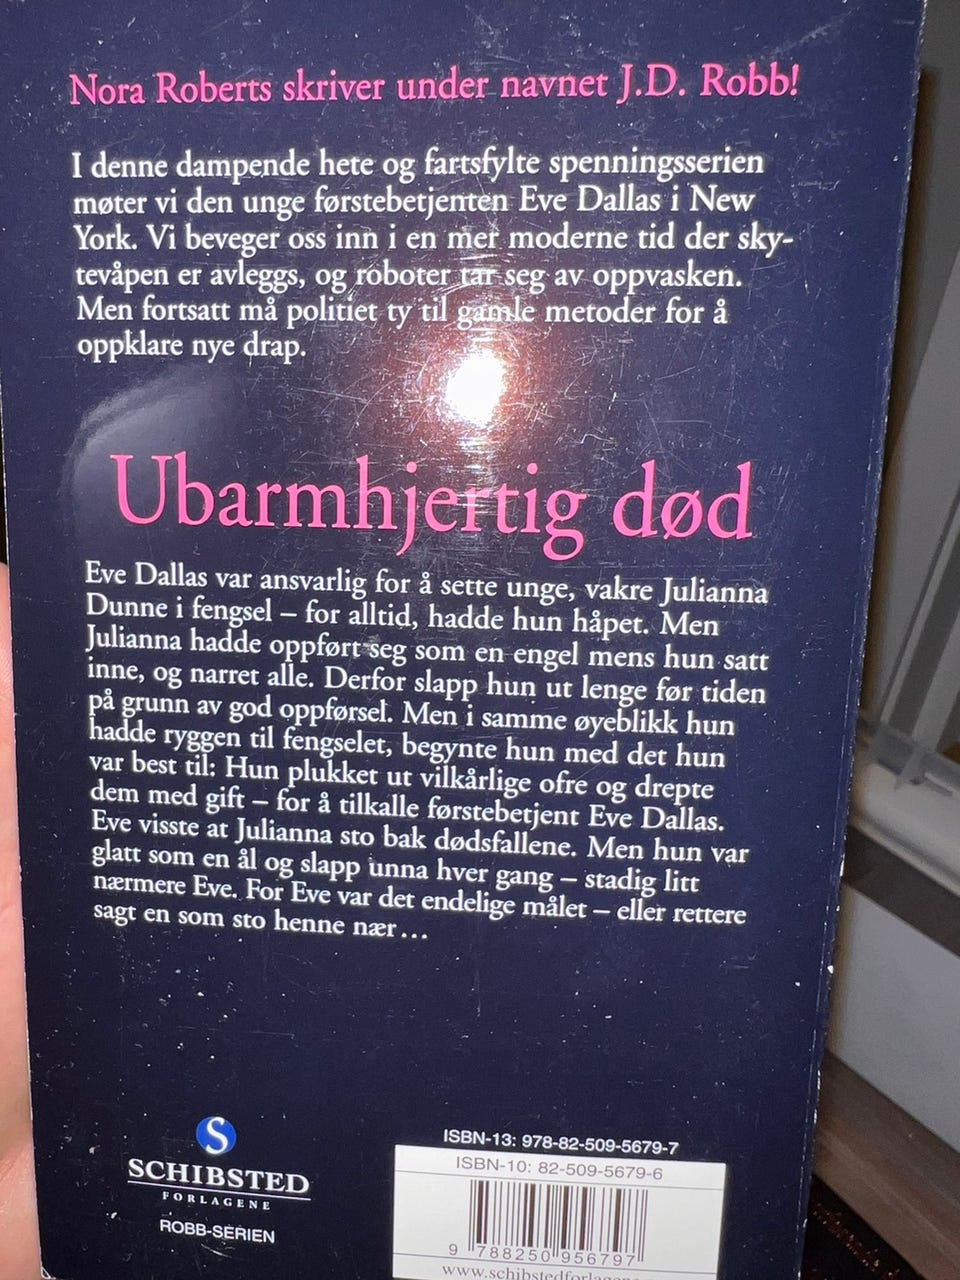 Nora Roberts skriver under navnet J.D. Robb!
I denne dampende hete og fartsfylte spenningsserien
møter vi den unge førstebetjenten Eve Dallas i New
York. Vi beveger oss inn i en mer moderne tid der sky-
tevåpen er avleggs, og roboter tar seg av oppvasken.
Men fortsatt må politiet ty til gamle metoder for å
oppklare nye drap.
Ubarmhjertig død
Eve Dallas var ansvarlig for å sette unge, vakre Julianna
Dunne i fengsel – for alltid, hadde hun håpet. Men
Julianna hadde oppført seg som en engel mens hun satt
inne, og narret alle. Derfor slapp hun ut lenge før tiden
på grunn av god oppførsel. Men i samme øyeblikk hun
hadde ryggen til fengselet, begynte hun med det hun
var best til: Hun plukket ut vilkårlige ofre og drepte
dem med gift – for å tilkalle førstebetjent Eve Dallas.
Eve visste at Julianna sto bak dødsfallene. Men hun var
glatt som en ål og slapp unna hver gang – stadig litt
nærmere Eve. For Eve var det endelige målet – eller rettere
sagt en som sto henne nær...
S
SCHIBSTED
FORLAGENE
ROBB-SERIEN
ISBN-13: 978-82-509-5679-7
ISBN-10: 82-509-5679-6
9 788250 956797